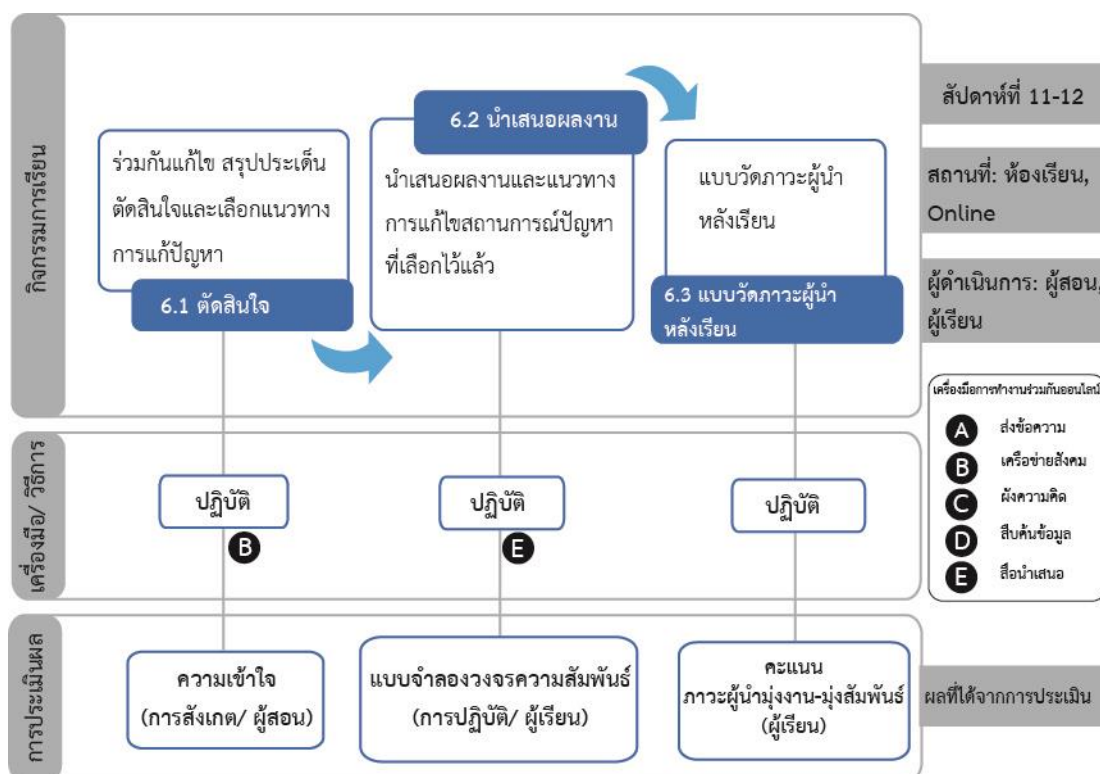 กิจกรรมการเรียน
ร่วมกันแก้ไข สรุปประเด็น
ตัดสินใจและเลือกแนวทาง
การแก้ปัญหา
6.1 ตัดสินใจ
6.2 นำเสนอผลงาน
นำเสนอผลงานและแนวทาง
การแก้ไขสถานการณ์ปัญหา
ที่เลือกไว้แล้ว
แบบวัดภาวะผู้นำ
หลังเรียน
6.3 แบบวัดภาวะผู้นำ
หลังเรียน
สัปดาห์ที่ 11-12
สถานที่: ห้องเรียน,
Online
ผู้ดำเนินการ: ผู้สอน,
ผู้เรียน
เครื่องมือการทำงานร่วมกันออนไลน์
A ส่งข้อความ
B เครือข่ายสังคม
C ผังความคิด
D สืบค้นข้อมูล
E สื่อนำเสนอ
เครื่องมือ/ วิธีการ
ปฏิบัติ
B
ปฏิบัติ
E
ปฏิบัติ
การประเมินผล
ความเข้าใจ
(การสังเกต/ ผู้สอน)
แบบจำลองวงจรความสัมพันธ์
(การปฏิบัติ/ ผู้เรียน)
คะแนน
ภาวะผู้นำมุ่งงาน-มุ่งสัมพันธ์
(ผู้เรียน)
ผลที่ได้จากการประเมิน